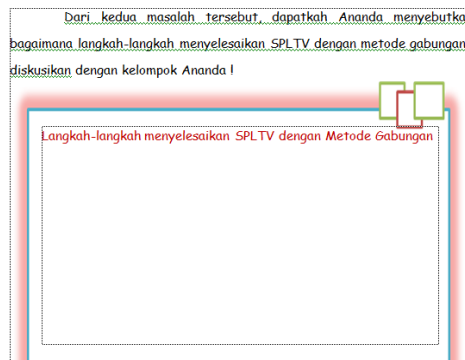 Dari kedua masalah tersebut, dapatkah Ananda menyebutka
bagaimana langkah-langkah menyelesaikan SPLTV dengan metode gabungan
diskusikan dengan kelompok Ananda !
Langkah-langkah menyelesaikan SPLTV dengan Metode Gabungan